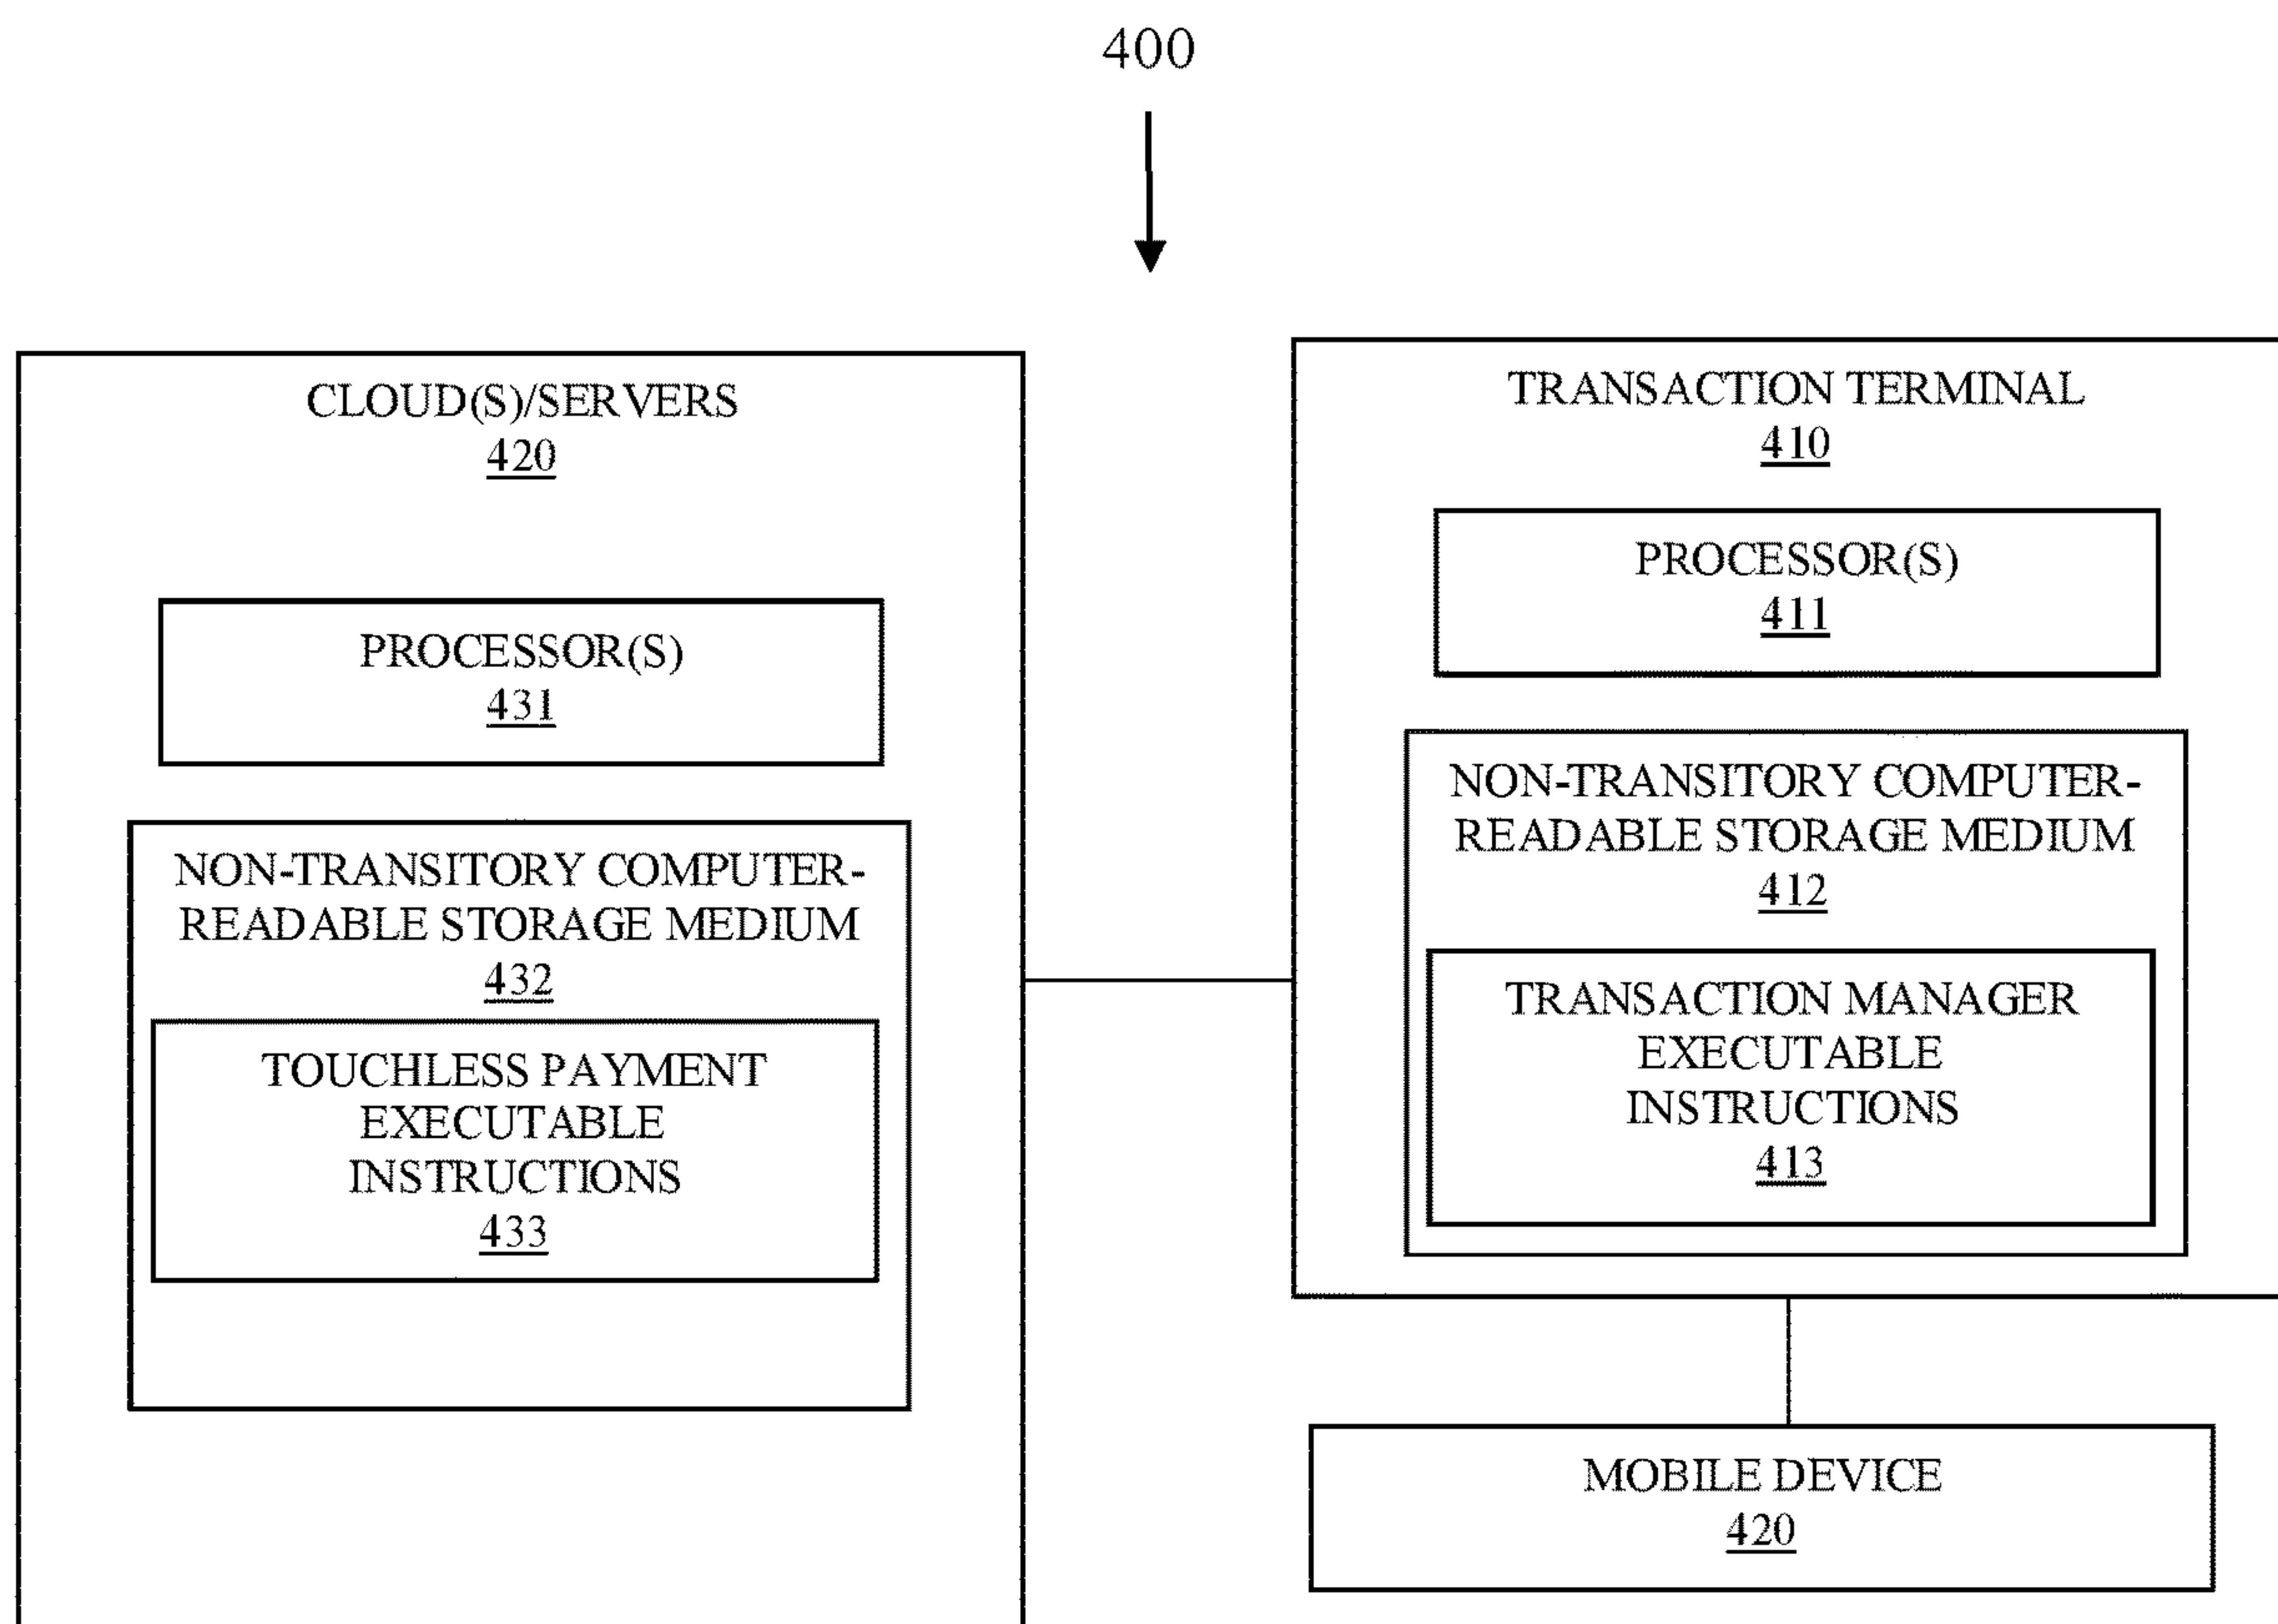 400
CLOUD(S)/SERVERS
420
PROCESSOR(S)
431
NON-TRANSITORY COMPUTER-
READABLE STORAGE MEDIUM
432
TOUCHLESS PAYMENT
EXECUTABLE
INSTRUCTIONS
433
TRANSACTION TERMINAL
410
PROCESSOR(S)
411
NON-TRANSITORY COMPUTER-
READABLE STORAGE MEDIUM
412
TRANSACTION MANAGER
EXECUTABLE
INSTRUCTIONS
413
MOBILE DEVICE
420